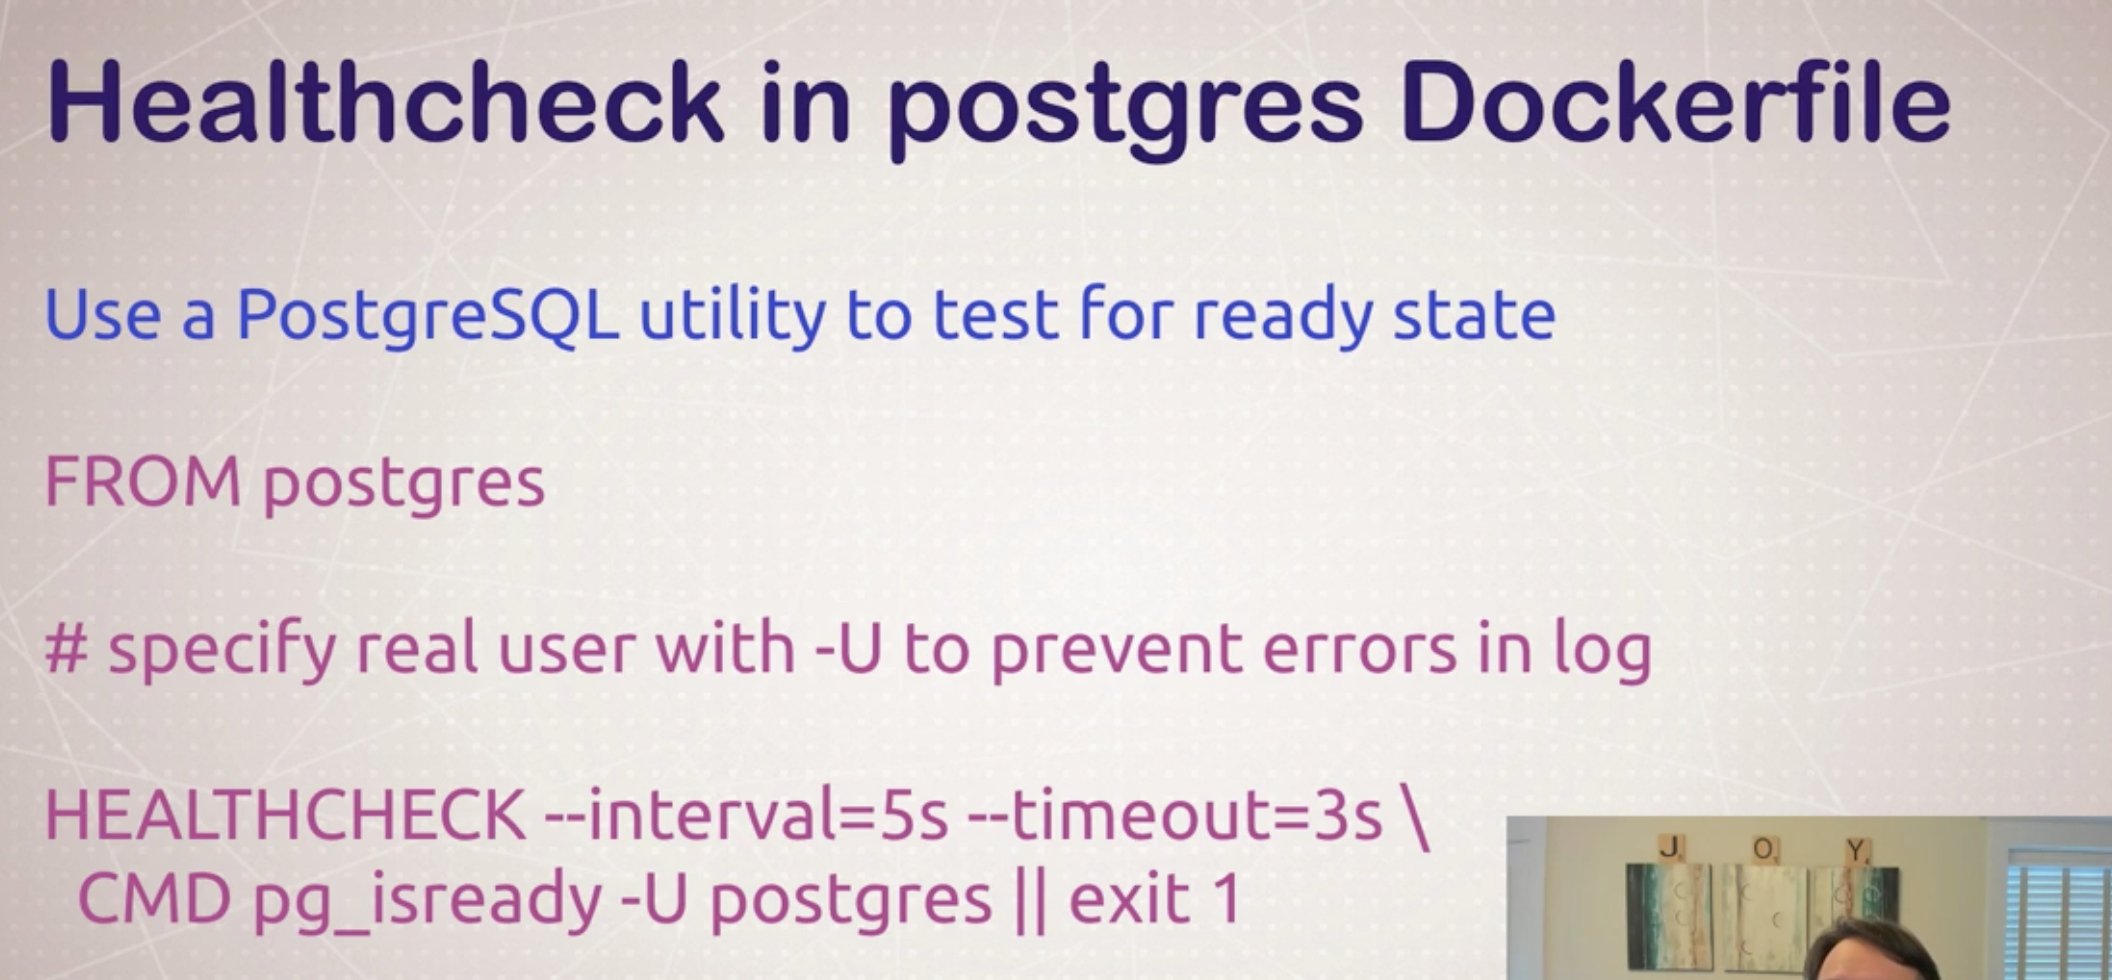 Healthcheck in postgres Dockerfile
Use a PostgreSQL utility to test for ready state
FROM postgres
# specify real user with -U to prevent errors in log
HEALTHCHECK --interval=5s --timeout=3s \
CMD pg_isready -U postgres || exit 1
J O Y